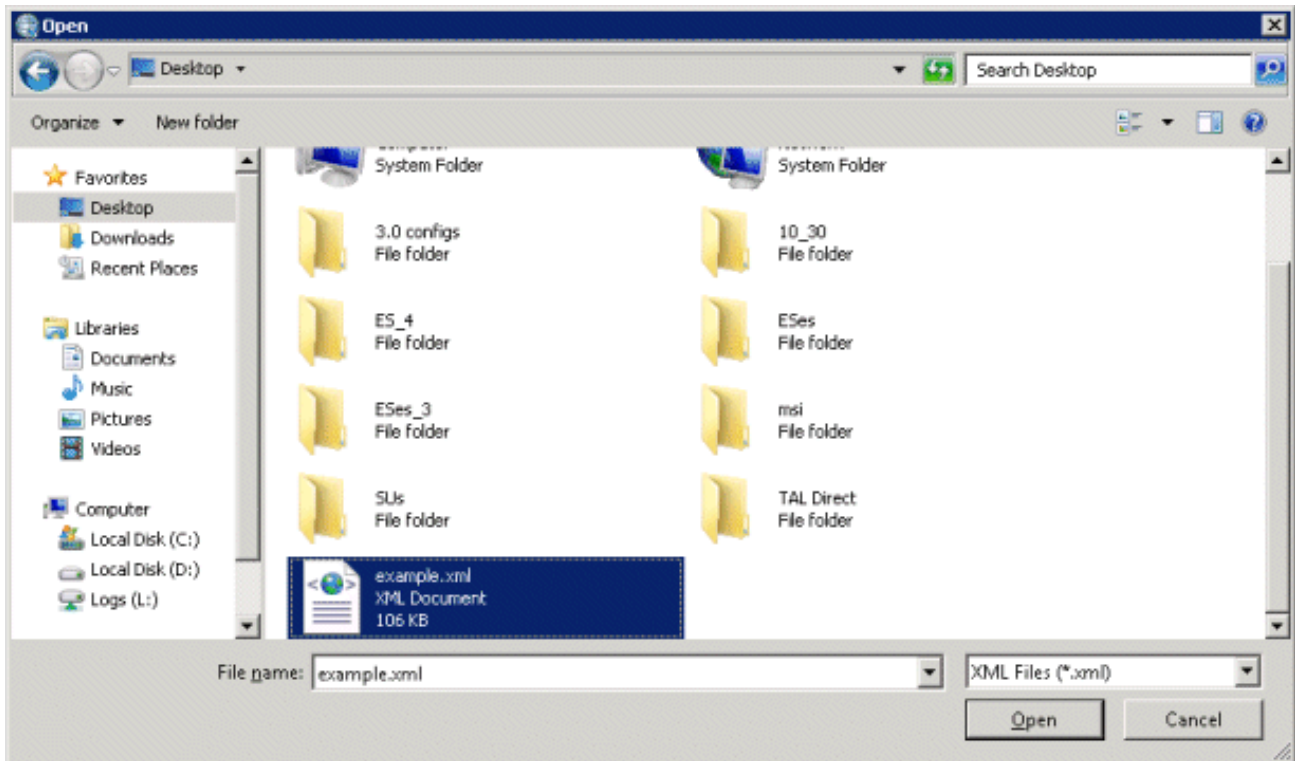 Open
Desktop
Search Desktop
Organize
New folder
System Folder
System Folder
Favorites
Desktop
Downloads
Recent Places
Libraries
Documents
Music
Pictures
Videos
Computer
Local Disk (C:)
Local Disk (D:)
Logs (L:)
3.0 configs
File folder
10_30
File folder
ES_4
File folder
ESes
File folder
ESes_3
File folder
msi
File folder
SUs
File folder
TAL Direct
File folder
example.xml
XML Document
106 KB
File name: example.xml
XML Files (*.xml)
Open
Cancel